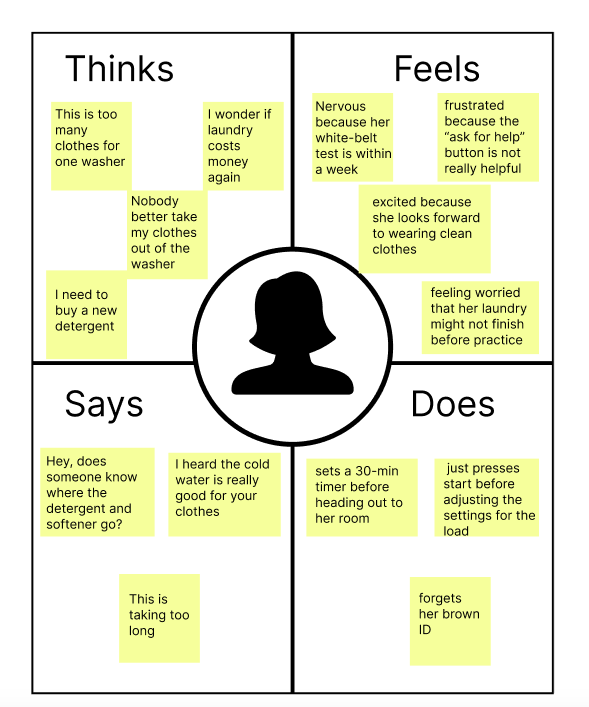 Thinks
This is too
many
clothes for
one washer
I wonder if
laundry
costs
money
again
Nobody
better take
my clothes
out of the
washer
I need to
buy a new
detergent
Feels
Nervous
because her
white-belt
test is within
a week
frustrated
because the
“ask for help”
button is not
really helpful
excited because
she looks forward
to wearing clean
clothes
feeling worried
that her laundry
might not finish
before practice
Says
Hey, does
someone know
where the
detergent and
softener go?
I heard the cold
water is really
good for your
clothes
This is
taking too
long
Does
sets a 30-min
timer before
heading out to
her room
just presses
start before
adjusting the
settings for the
load
forgets
her brown
ID